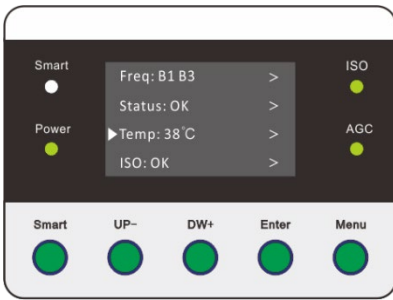 Smart
ISO
Freq: B1 B3 >
Status: OK >
Power
AGC
▶Temp: 38℃ >
ISO: OK >
Smart
UP-
DW+
Enter
Menu